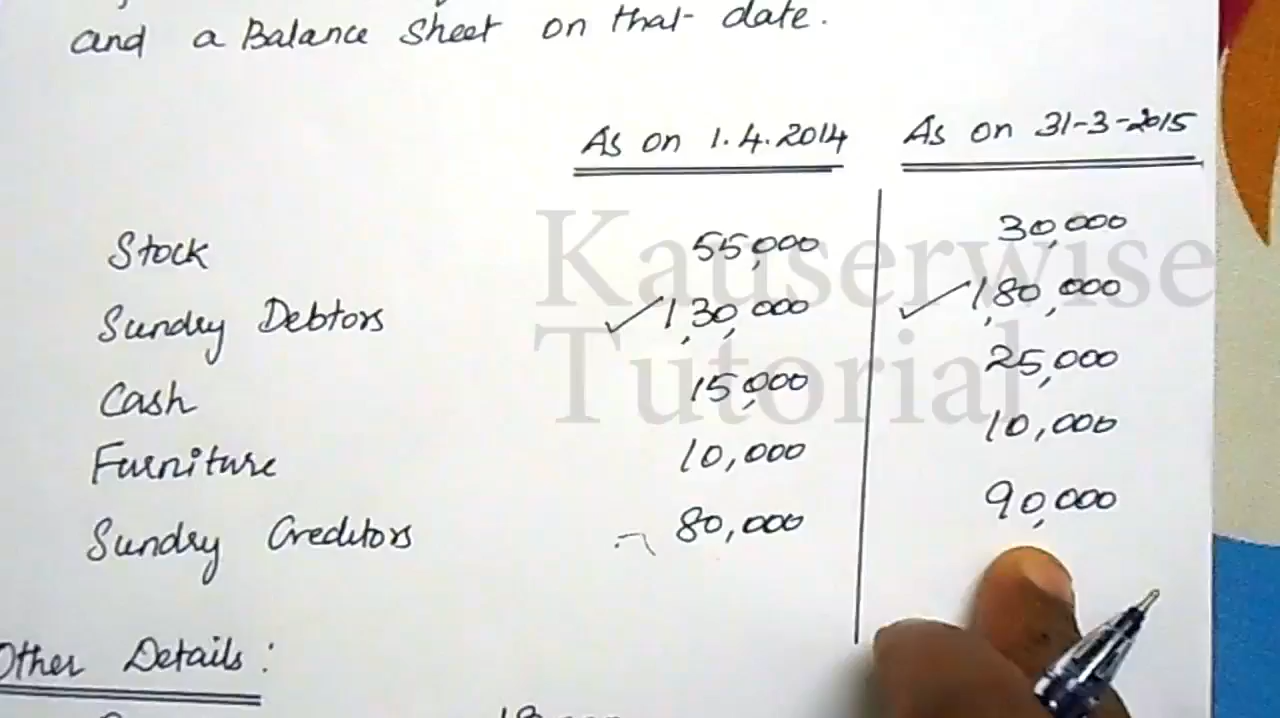 and a Balance Sheet on that date.
As on 1.4.2014 As on 31-3-2015
Stock 55,000 30,000
Sundry Debtors 1,30,000 1,80,000
Cash 15,000 25,000
Furniture 10,000 10,000
Sundry Creditors 80,000 90,000
Other Details:
Kauserwise
Tutorial